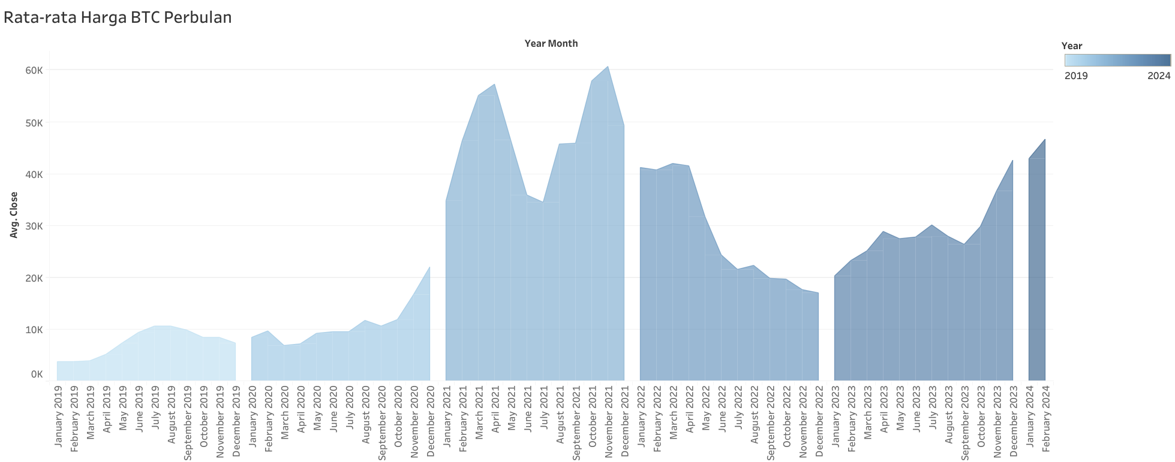 Rata-rata Harga BTC Perbulan
Year Month
Year
2019 2024
Avg. Close
60K
50K
40K
30K
20K
10K
0K
January 2019
February 2019
March 2019
April 2019
May 2019
June 2019
July 2019
August 2019
September 2019
October 2019
November 2019
December 2019
January 2020
February 2020
March 2020
April 2020
May 2020
June 2020
July 2020
August 2020
September 2020
October 2020
November 2020
December 2020
January 2021
February 2021
March 2021
April 2021
May 2021
June 2021
July 2021
August 2021
September 2021
October 2021
November 2021
December 2021
January 2022
February 2022
March 2022
April 2022
May 2022
June 2022
July 2022
August 2022
September 2022
October 2022
November 2022
December 2022
January 2023
February 2023
March 2023
April 2023
May 2023
June 2023
July 2023
August 2023
September 2023
October 2023
November 2023
December 2023
January 2024
February 2024